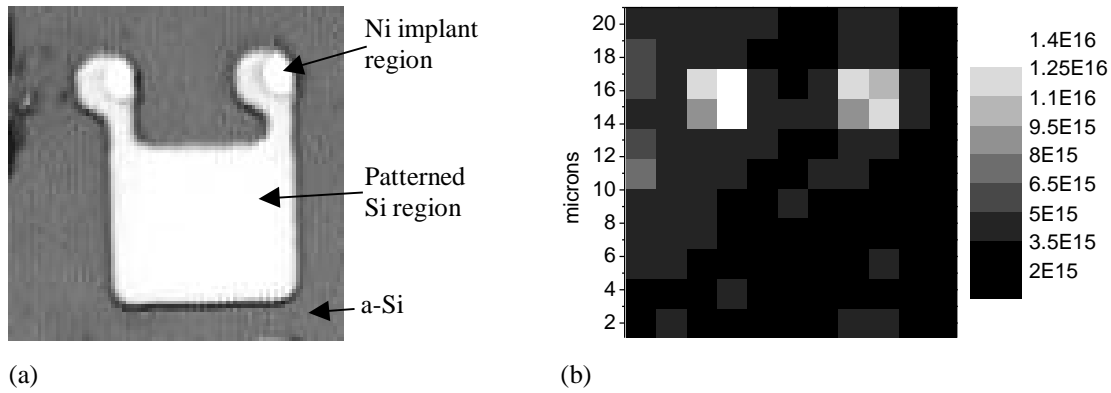 Ni implant
region
Patterned
Si region
a-Si
(a)
20
18
16
14
12
10
8
6
4
2
microns
1.4E16
1.25E16
1.1E16
9.5E15
8E15
6.5E15
5E15
3.5E15
2E15
(b)